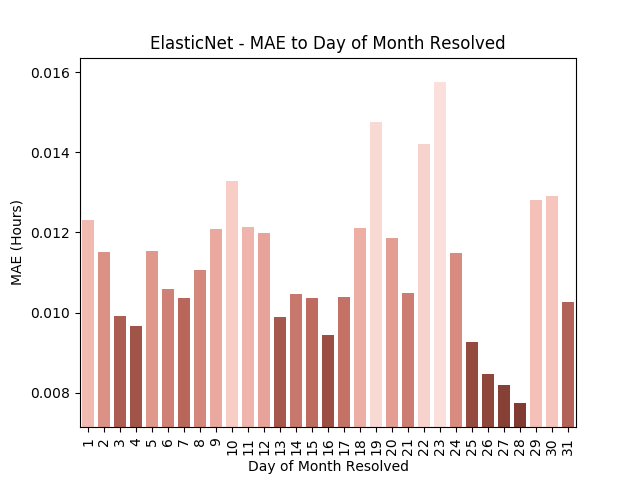 ElasticNet - MAE to Day of Month Resolved
0.016
0.014
0.012
0.010
0.008
MAE (Hours)
1 2 3 4 5 6 7 8 9 10 11 12 13 14 15 16 17 18 19 20 21 22 23 24 25 26 27 28 29 30 31
Day of Month Resolved